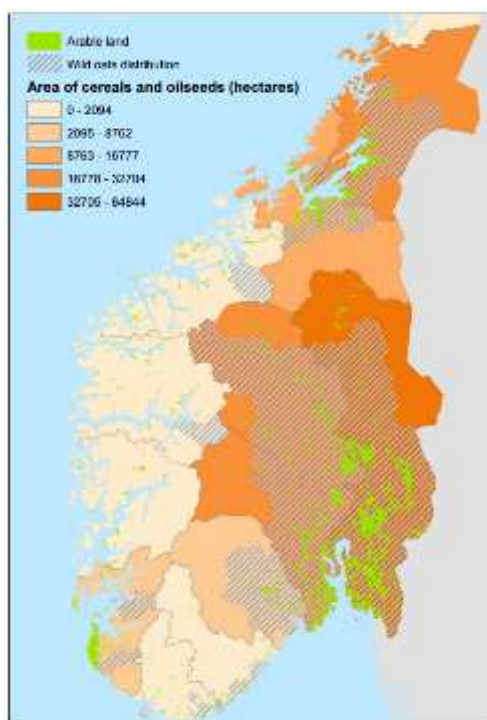 Arable land
Wild oats distribution
Area of cereals and oilseeds (hectares)
0 - 2094
2095 - 8762
8763 - 16777
16778 - 32704
32705 - 64844